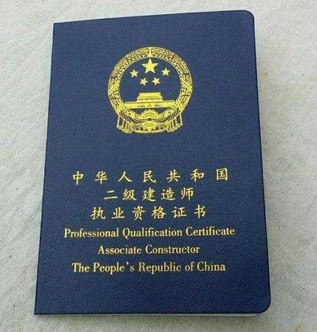 中华人民共和国
二级建造师
执业资格证书
Professional Qualification Certificate
Associate Constructor
The People's Republic of China